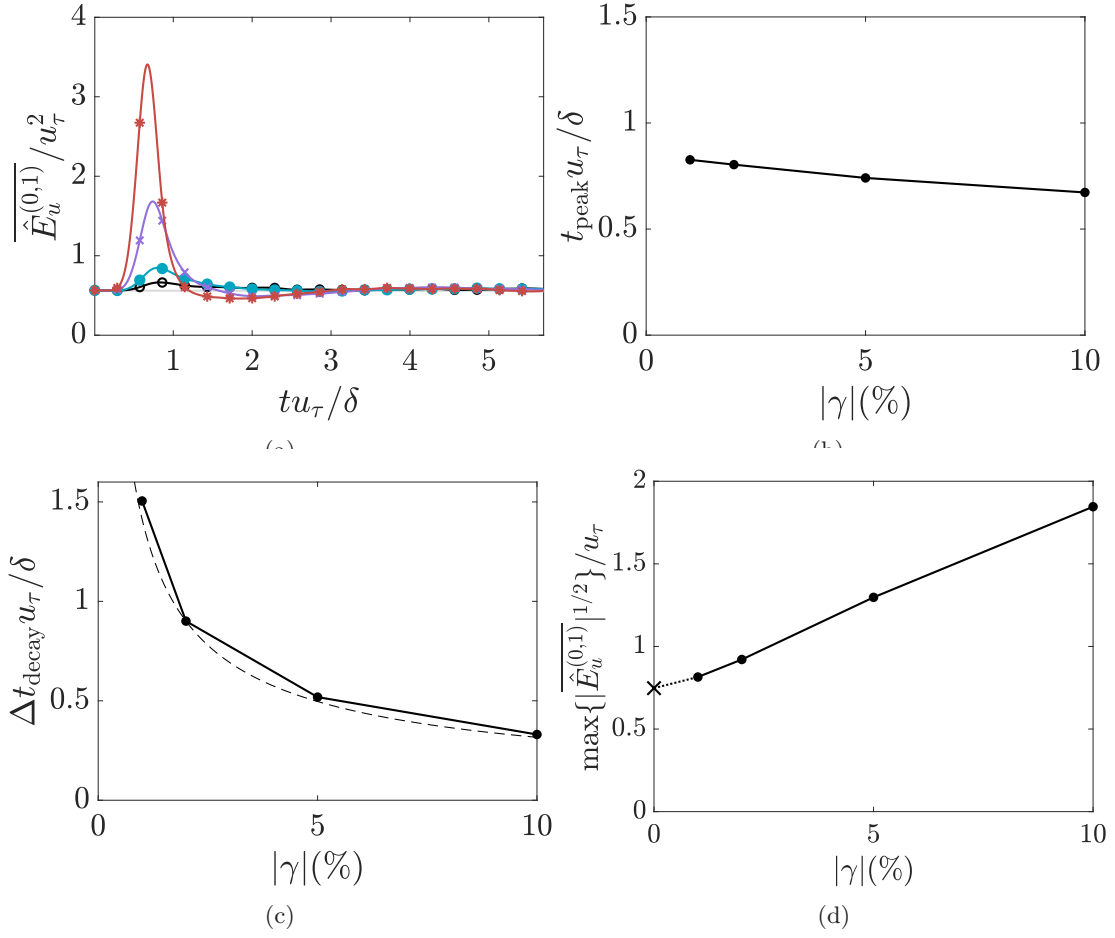 4
3
2
1
0
1 2 3 4 5
$\overline{\hat{E}_u^{(0,1)}}/u_\tau^2$
$tu_\tau/\delta$
1.5
1
0.5
0
0 5 10
$t_{\text{peak}}u_\tau/\delta$
$|\gamma|(\%)$
1.5
1
0.5
0
0 5 10
$\Delta t_{\text{decay}}u_\tau/\delta$
$|\gamma|(\%)$
(c)
2
1.5
1
0.5
0
0 5 10
$\max\{|\overline{\hat{E}_u^{(0,1)}}|^{1/2}\}/u_\tau$
$|\gamma|(\%)$
(d)